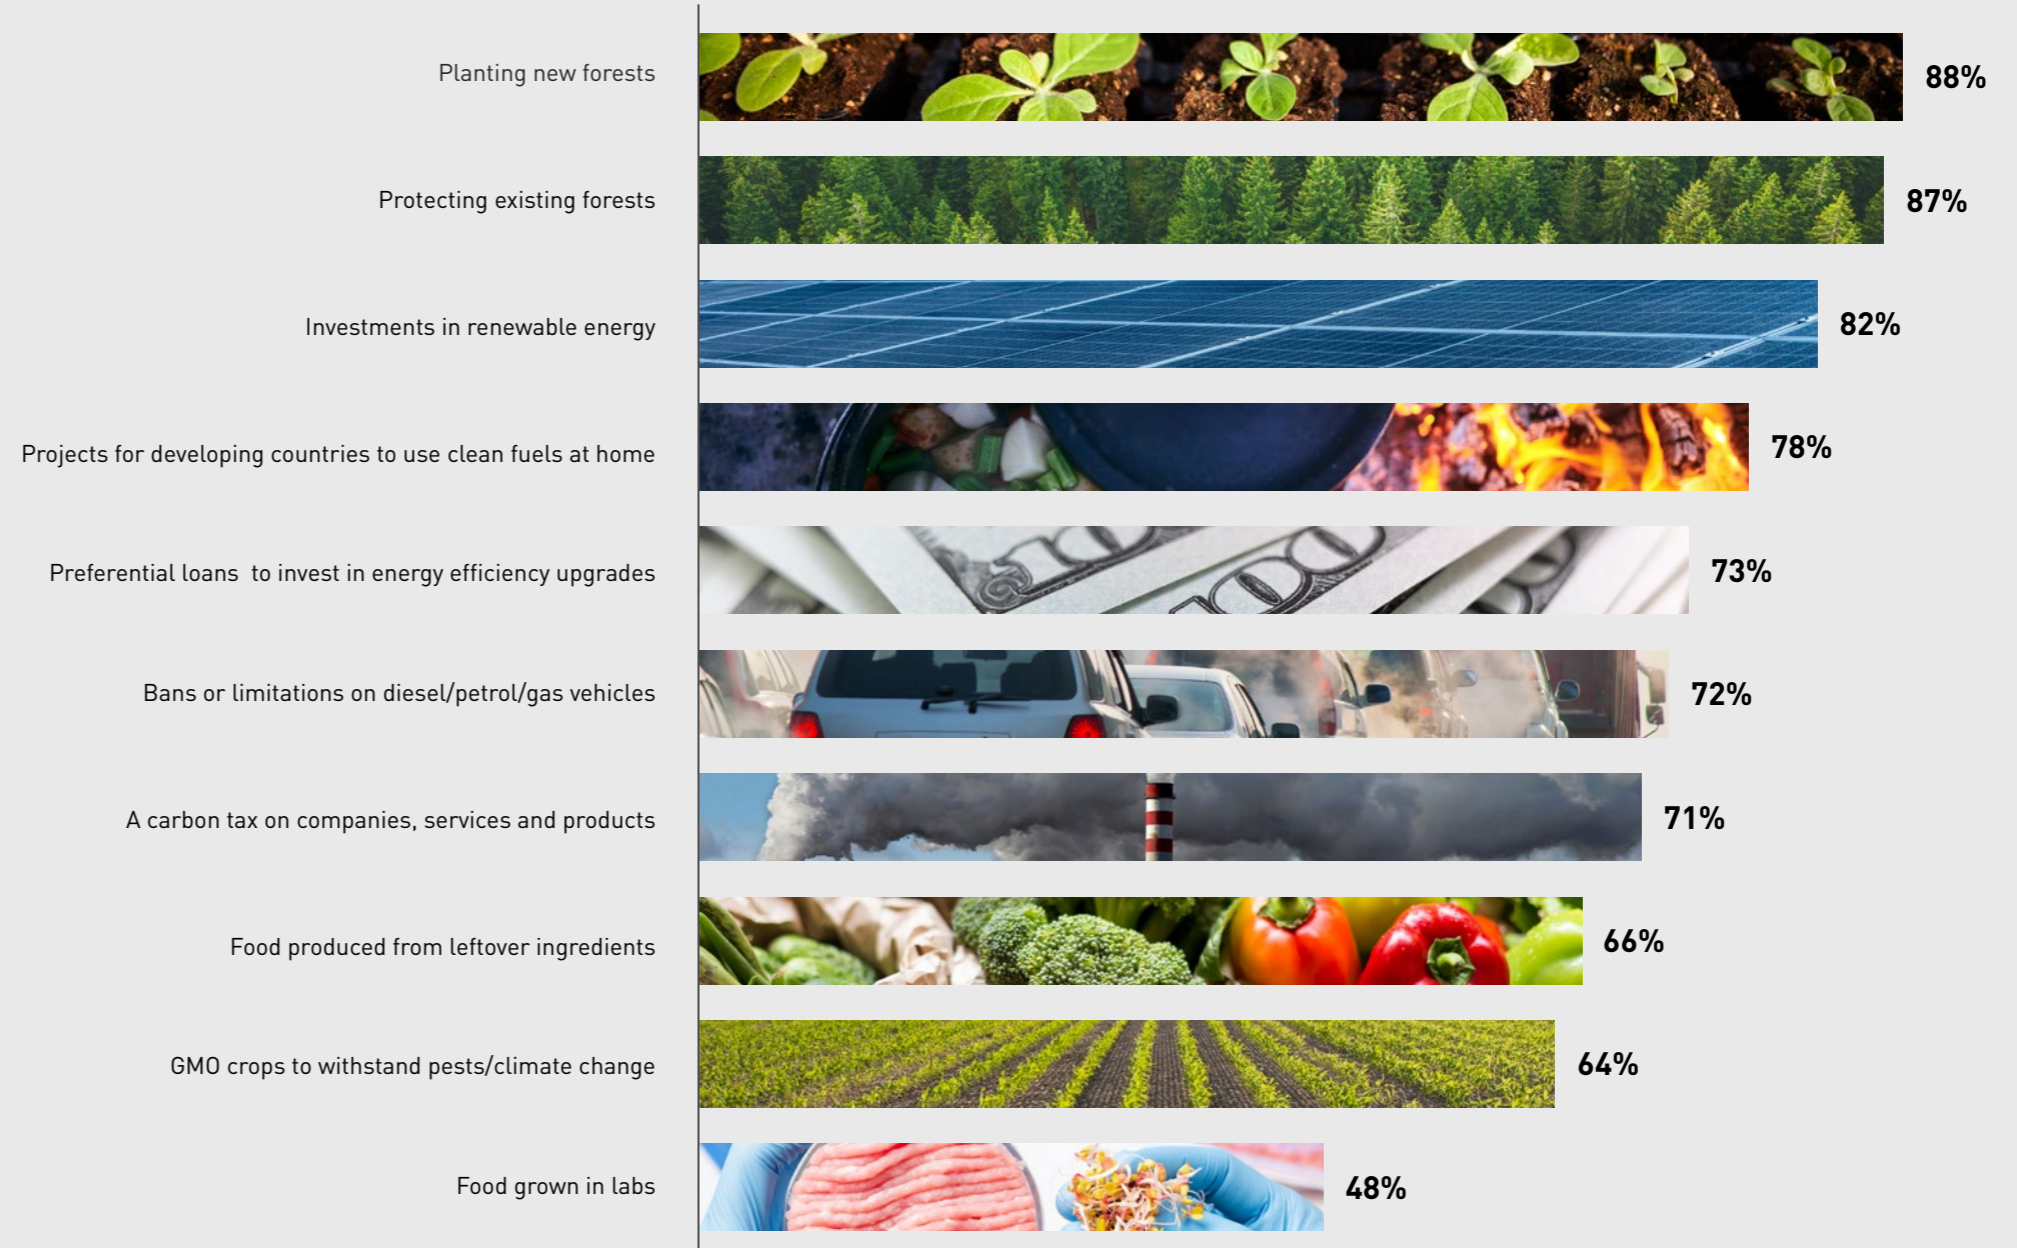 Planting new forests 88%
Protecting existing forests 87%
Investments in renewable energy 82%
Projects for developing countries to use clean fuels at home 78%
Preferential loans  to invest in energy efficiency upgrades 73%
Bans or limitations on diesel/petrol/gas vehicles 72%
A carbon tax on companies, services and products 71%
Food produced from leftover ingredients 66%
GMO crops to withstand pests/climate change 64%
Food grown in labs 48%